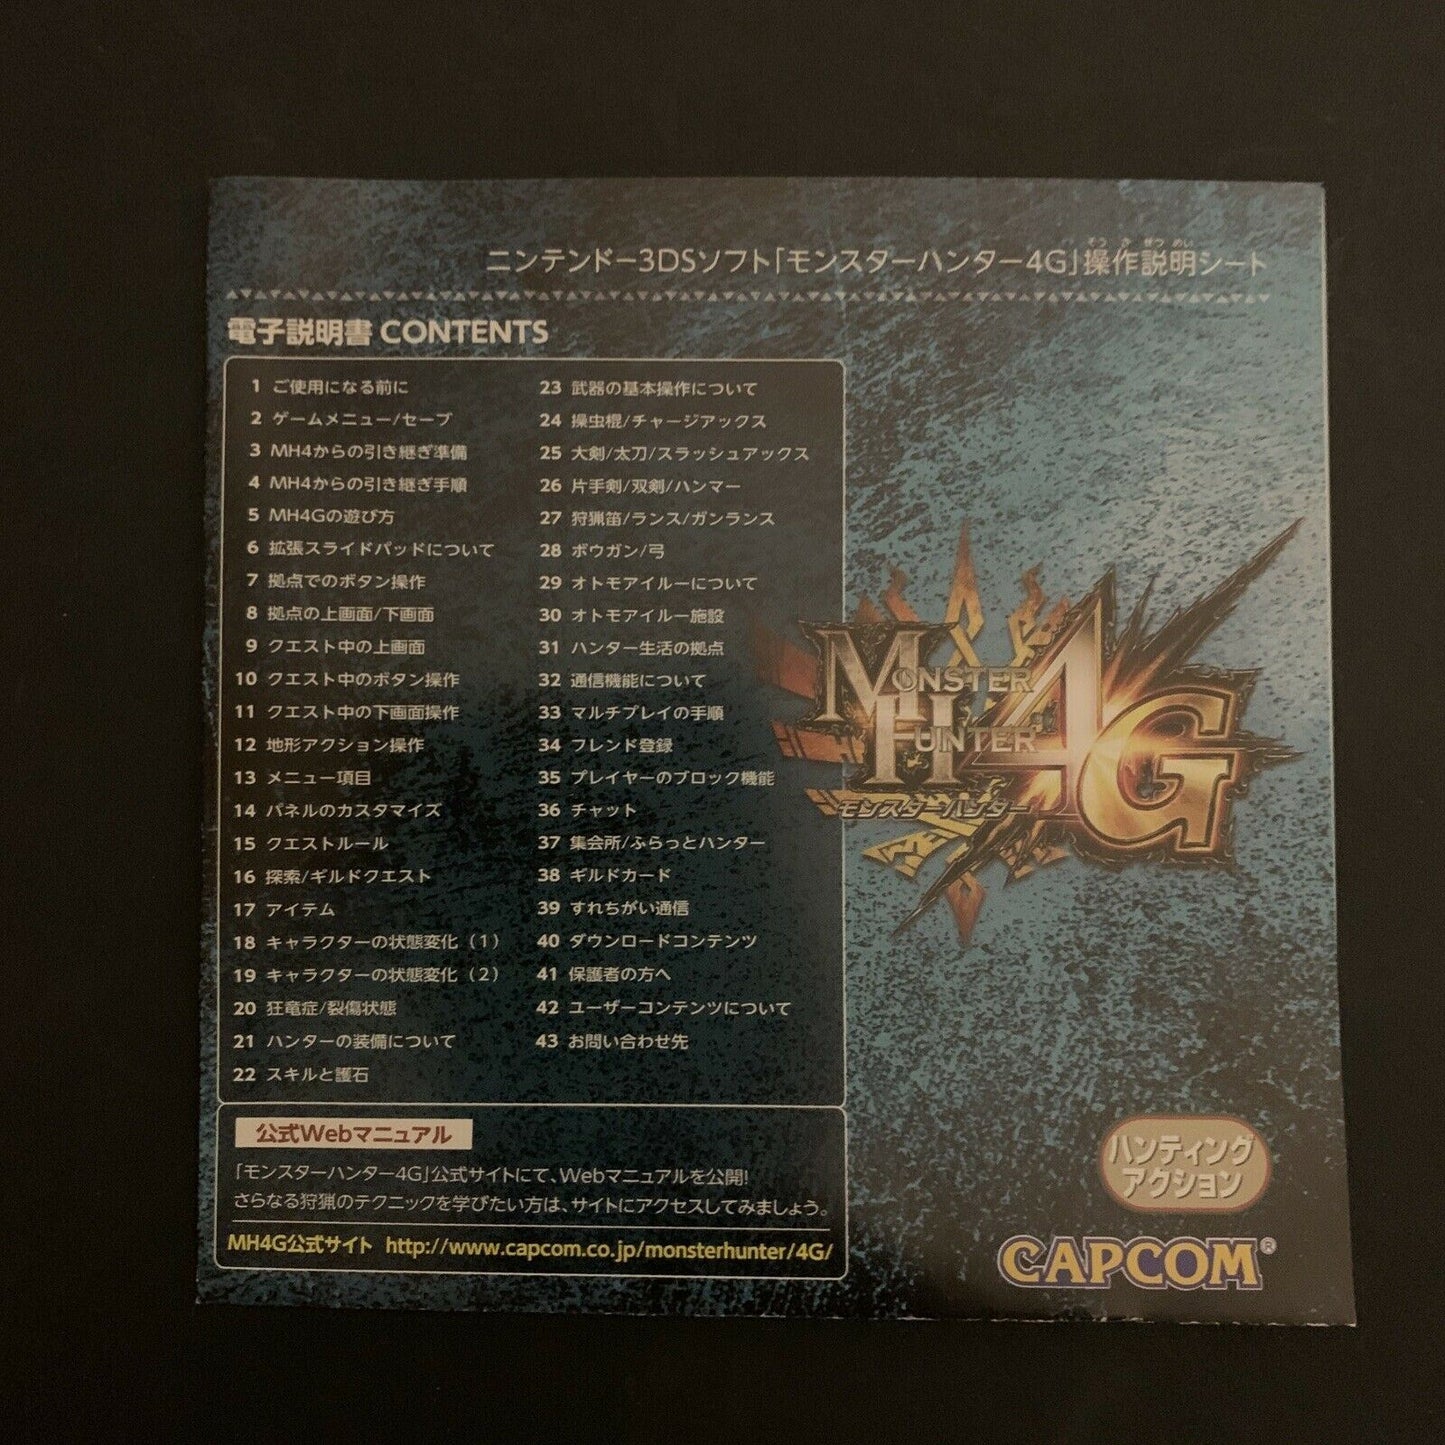 そう さ せつ めい
ニンテンドー3DSソフト「モンスターハンター4G」操作説明シート
電子説明書 CONTENTS
1 ご使用になる前に
2 ゲームメニュー/セーブ
3 MH4からの引き継ぎ準備
4 MH4からの引き継ぎ手順
5 MH4Gの遊び方
6 拡張スライドパッドについて
7 拠点でのボタン操作
8 拠点の上画面/下画面
9 クエスト中の上画面
10 クエスト中のボタン操作
11 クエスト中の下画面操作
12 地形アクション操作
13 メニュー項目
14 パネルのカスタマイズ
15 クエストルール
16 探索/ギルドクエスト
17 アイテム
18 キャラクターの状態変化（1）
19 キャラクターの状態変化（2）
20 狂竜症/裂傷状態
21 ハンターの装備について
22 スキルと護石
23 武器の基本操作について
24 操虫棍/チャージアックス
25 大剣/太刀/スラッシュアックス
26 片手剣/双剣/ハンマー
27 狩猟笛/ランス/ガンランス
28 ボウガン/弓
29 オトモアイルーについて
30 オトモアイルー施設
31 ハンター生活の拠点
32 通信機能について
33 マルチプレイの手順
34 フレンド登録
35 プレイヤーのブロック機能
36 チャット
37 集会所/ふらっとハンター
38 ギルドカード
39 すれちがい通信
40 ダウンロードコンテンツ
41 保護者の方へ
42 ユーザーコンテンツについて
43 お問い合わせ先
MONSTER
HUNTER 4G
モンスターハンター
公式Webマニュアル
「モンスターハンター4G」公式サイトにて、Webマニュアルを公開!
さらなる狩猟のテクニックを学びたい方は、サイトにアクセスしてみましょう。
MH4G公式サイト http://www.capcom.co.jp/monsterhunter/4G/
ハンティング
アクション
CAPCOM®